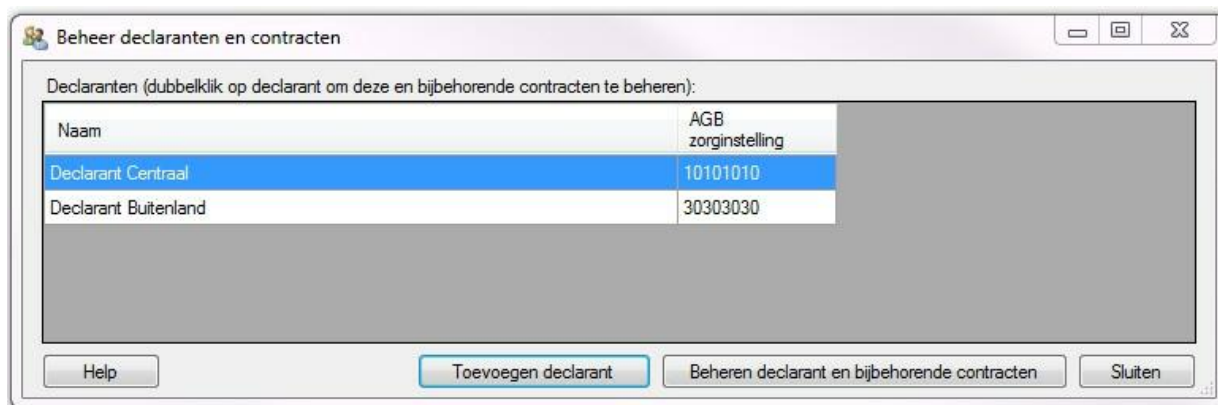 Beheer declaranten en contracten
Declaranten (dubbelklik op declarant om deze en bijbehorende contracten te beheren):
Naam
AGB
zorginstelling
Declarant Centraal 10101010
Declarant Buitenland 30303030
Help Toevoegen declarant Beheren declarant en bijbehorende contracten Sluiten